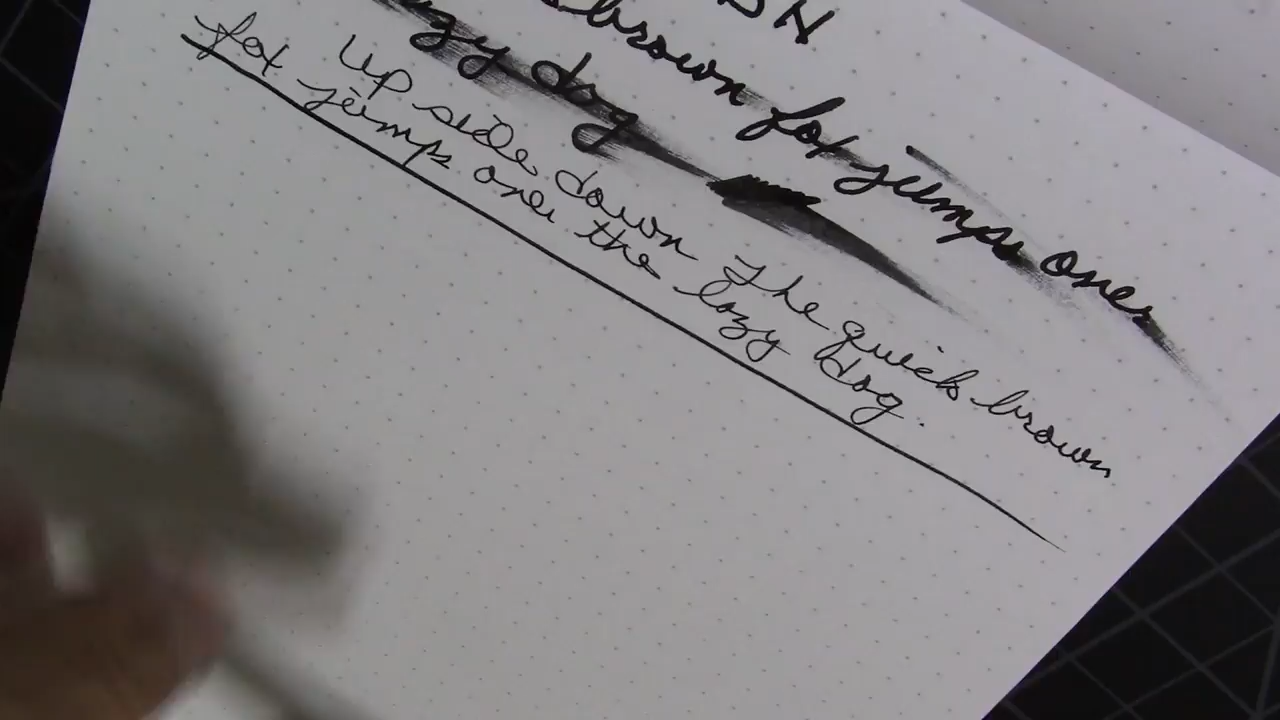 brown fox jumps over
lazy dog
Up side down The quick brown
fox jumps over the lazy dog.